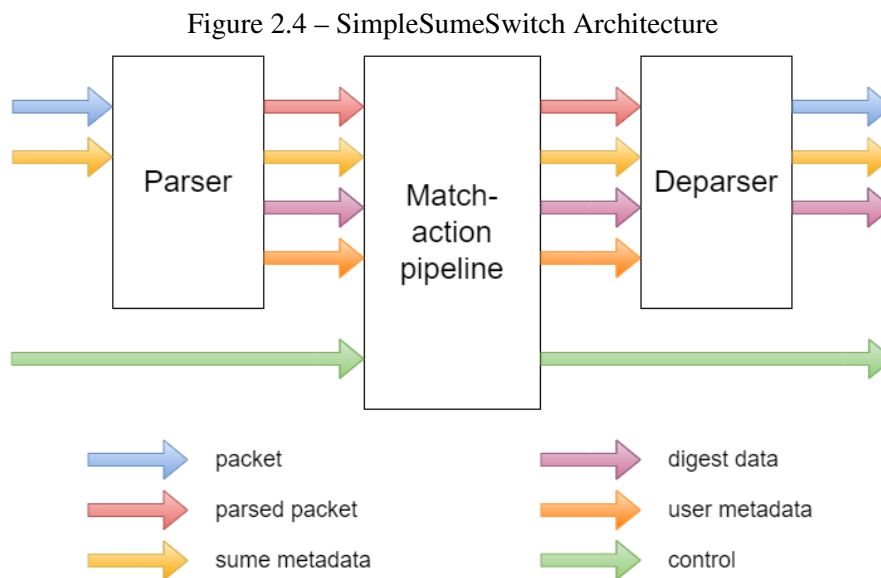 Figure 2.4 – SimpleSumeSwitch Architecture
Parser
Match-
action
pipeline
Deparser
packet
digest data
parsed packet
user metadata
sume metadata
control